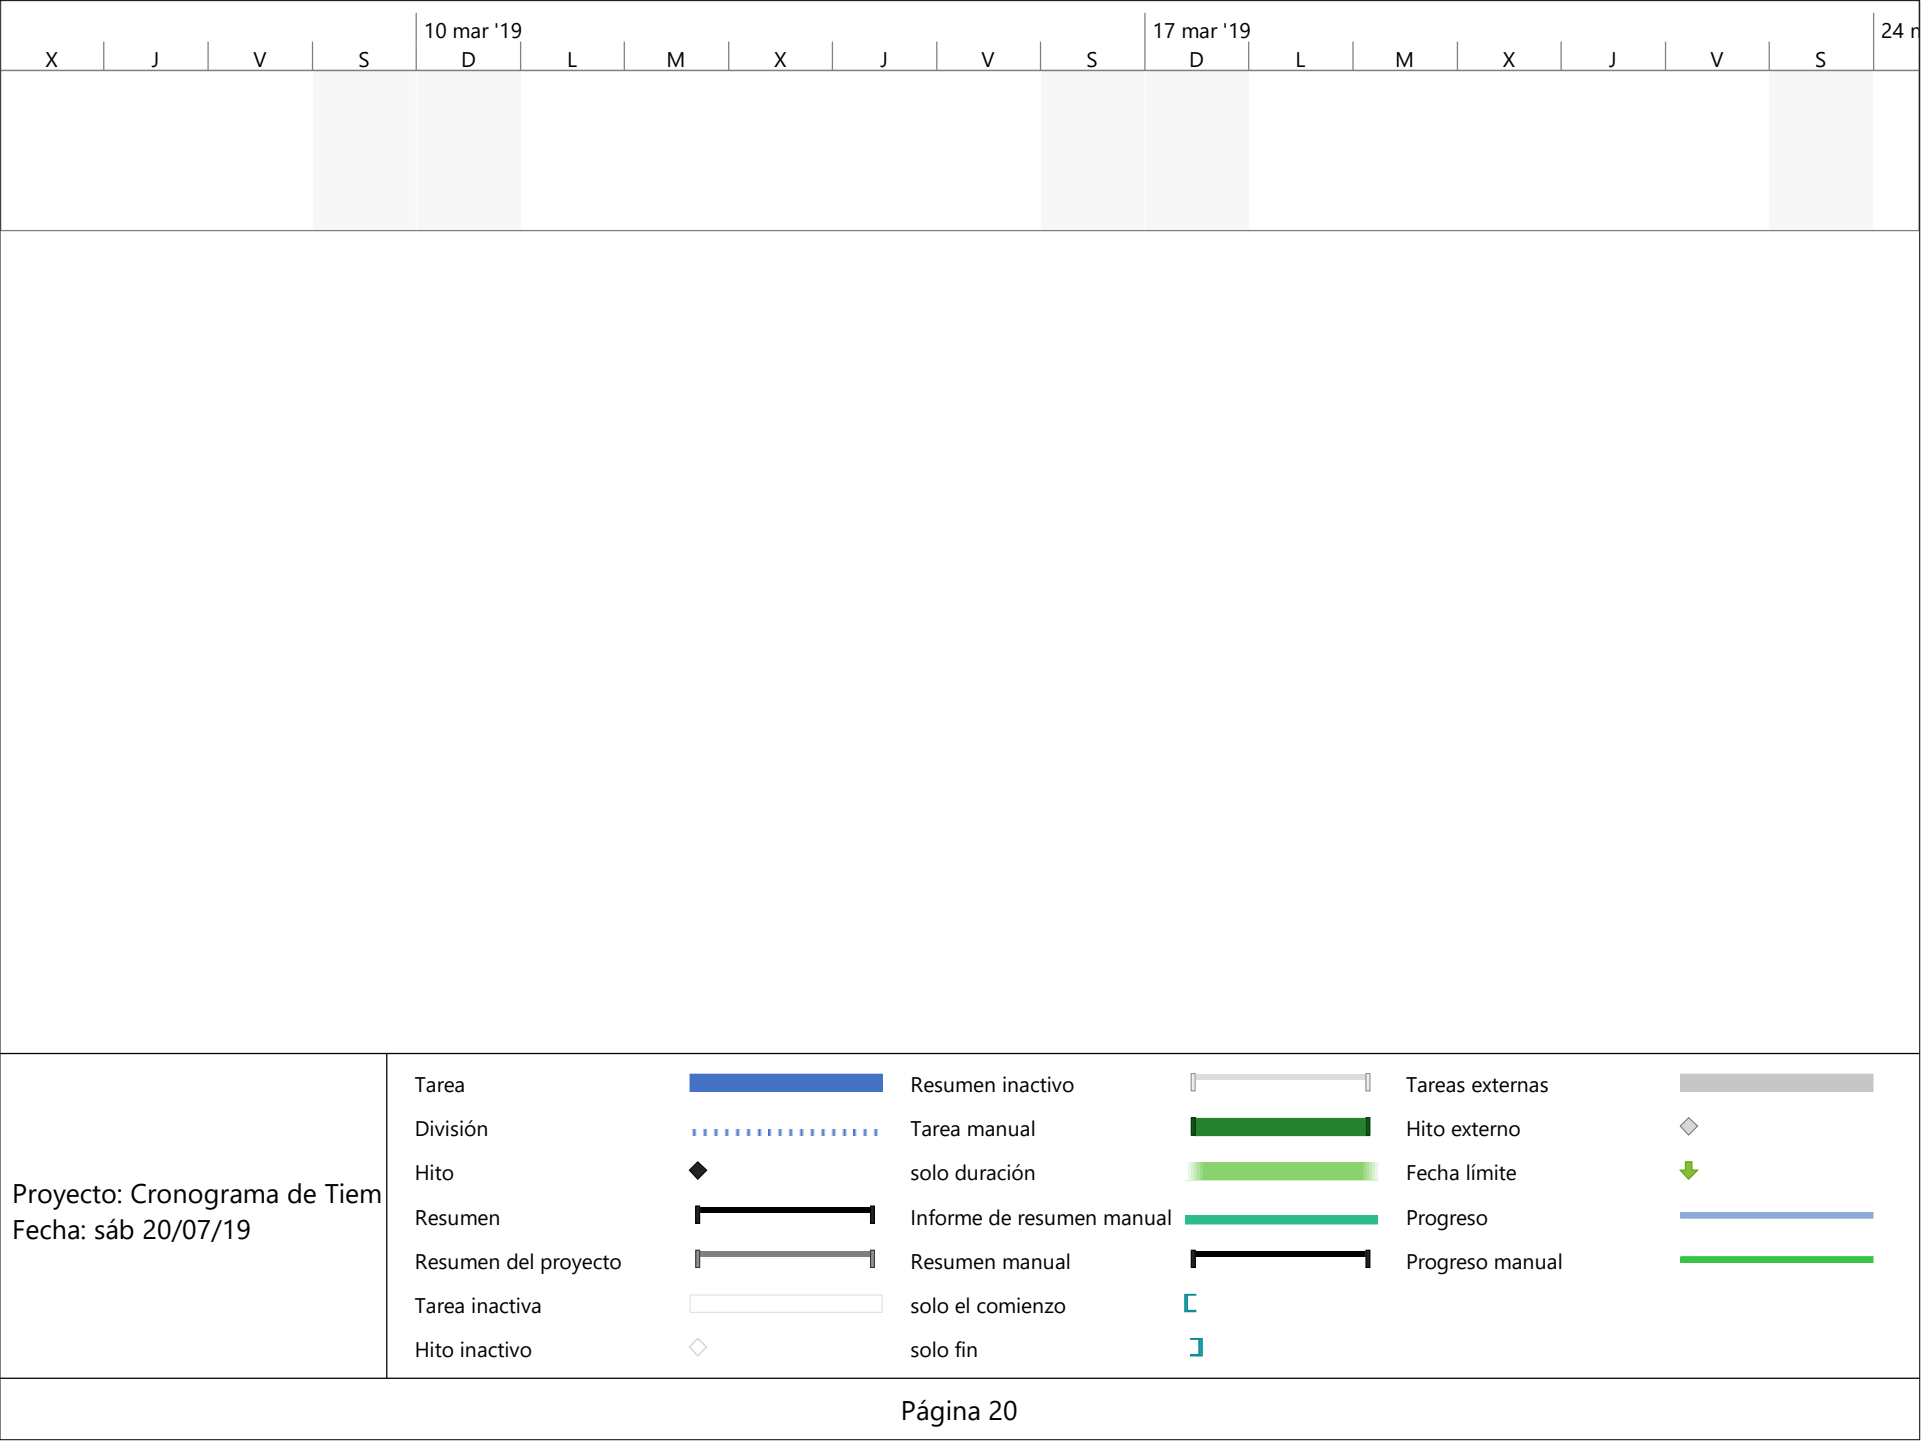 10 mar '19 17 mar '19 24
X J V S D L M X J V S D L M X J V S
Tarea Resumen inactivo Tareas externas
División Tarea manual Hito externo
Hito solo duración Fecha límite
Proyecto: Cronograma de Tiem
Fecha: sáb 20/07/19
Resumen Informe de resumen manual Progreso
Resumen del proyecto Resumen manual Progreso manual
Tarea inactiva solo el comienzo
Hito inactivo solo fin
Página 20